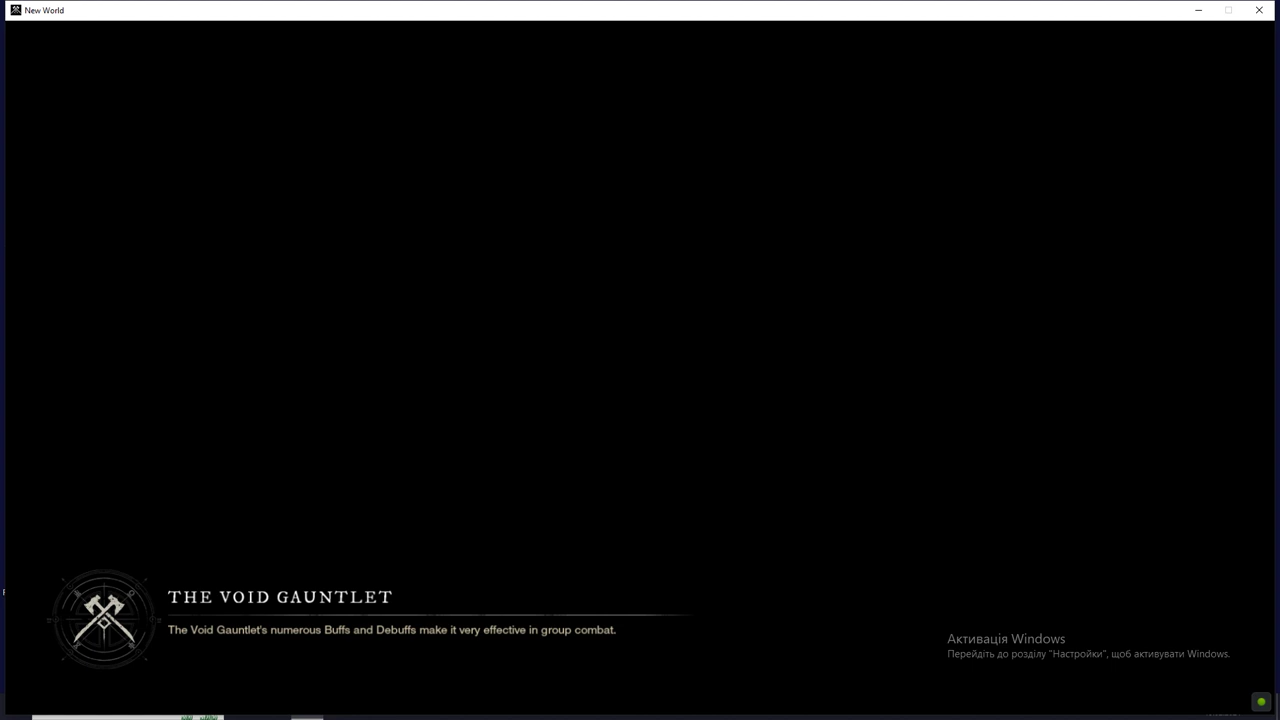 New World
THE VOID GAUNTLET
The Void Gauntlet's numerous Buffs and Debuffs make it very effective in group combat.
Активація Windows
Перейдіть до розділу "Настройки", щоб активувати Windows.